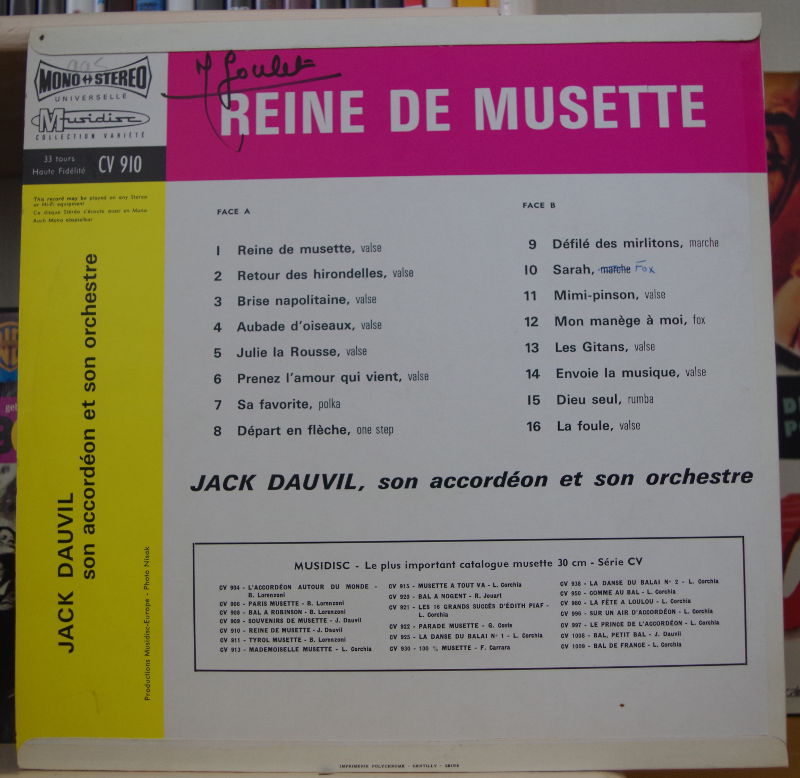 MONO↔STEREO
UNIVERSELLE
Musidisc
COLLECTION VARIÉTÉ
33 tours
Haute Fidélité CV 910
REINE DE MUSETTE
This record may be played on any Stereo
or Hi-Fi equipment
Ce disque Stéréo s'écoute aussi en Mono
Auch Mono abspielbar
JACK DAUVIL
son accordéon et son orchestre
Productions Musidisc-Europe - Photo Nisak
FACE A
1 Reine de musette, valse
2 Retour des hirondelles, valse
3 Brise napolitaine, valse
4 Aubade d'oiseaux, valse
5 Julie la Rousse, valse
6 Prenez l'amour qui vient, valse
7 Sa favorite, polka
8 Départ en flèche, one step
FACE B
9 Défilé des mirlitons, marche
10 Sarah, marche Fox
11 Mimi-pinson, valse
12 Mon manège à moi, fox
13 Les Gitans, valse
14 Envoie la musique, valse
15 Dieu seul, rumba
16 La foule, valse
JACK DAUVIL, son accordéon et son orchestre
MUSIDISC - Le plus important catalogue musette 30 cm - Série CV
CV 904 - L'ACCORDÉON AUTOUR DU MONDE -
B. Lorenzoni
CV 906 - PARIS MUSETTE - B. Lorenzoni
CV 908 - BAL A ROBINSON - B. Lorenzoni
CV 909 - SOUVENIRS DE MUSETTE - J. Dauvil
CV 910 - REINE DE MUSETTE - J. Dauvil
CV 911 - TYROL MUSETTE - B. Lorenzoni
CV 913 - MADEMOISELLE MUSETTE - L. Corchia
CV 915 - MUSETTE A TOUT VA - L. Corchia
CV 920 - BAL A NOGENT - R. Jouart
CV 921 - LES 16 GRANDS SUCCÈS D'ÉDITH PIAF -
L. Corchia
CV 922 - PARADE MUSETTE - G. Coste
CV 925 - LA DANSE DU BALAI N° 1 - L. Corchia
CV 930 - 100 % MUSETTE - F. Carrara
CV 938 - LA DANSE DU BALAI N° 2 - L. Corchia
CV 950 - COMME AU BAL - L. Corchia
CV 980 - LA FÊTE A LOULOU - L. Corchia
CV 996 - SUR UN AIR D'ACCORDÉON - L. Corchia
CV 997 - LE PRINCE DE L'ACCORDÉON - L. Corchia
CV 1008 - BAL, PETIT BAL - J. Dauvil
CV 1009 - BAL DE FRANCE - L. Corchia
IMPRIMERIE POLYCHROME - GENTILLY - SEINE